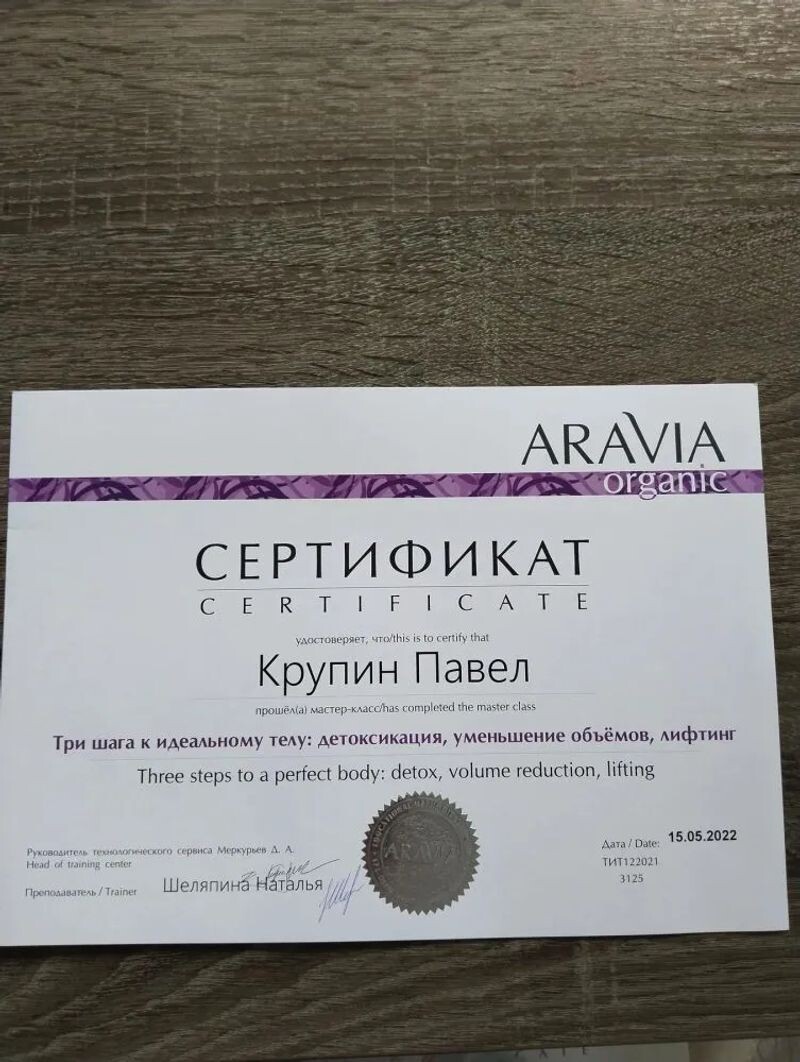 ARAVIA
organic
СЕРТИФИКАТ
CERTIFICATE
удостоверяет, что/this is to certify that
Крупин Павел
прошёл(а) мастер-класс/has completed the master class
Три шага к идеальному телу: детоксикация, уменьшение объёмов, лифтинг
Three steps to a perfect body: detox, volume reduction, lifting
Руководитель технологического сервиса Меркурьев Д. А.
Head of training center
Преподаватель / Trainer Шеляпина Наталья
ARAVIA
Дата / Date: 15.05.2022
ТИТ122021
3125